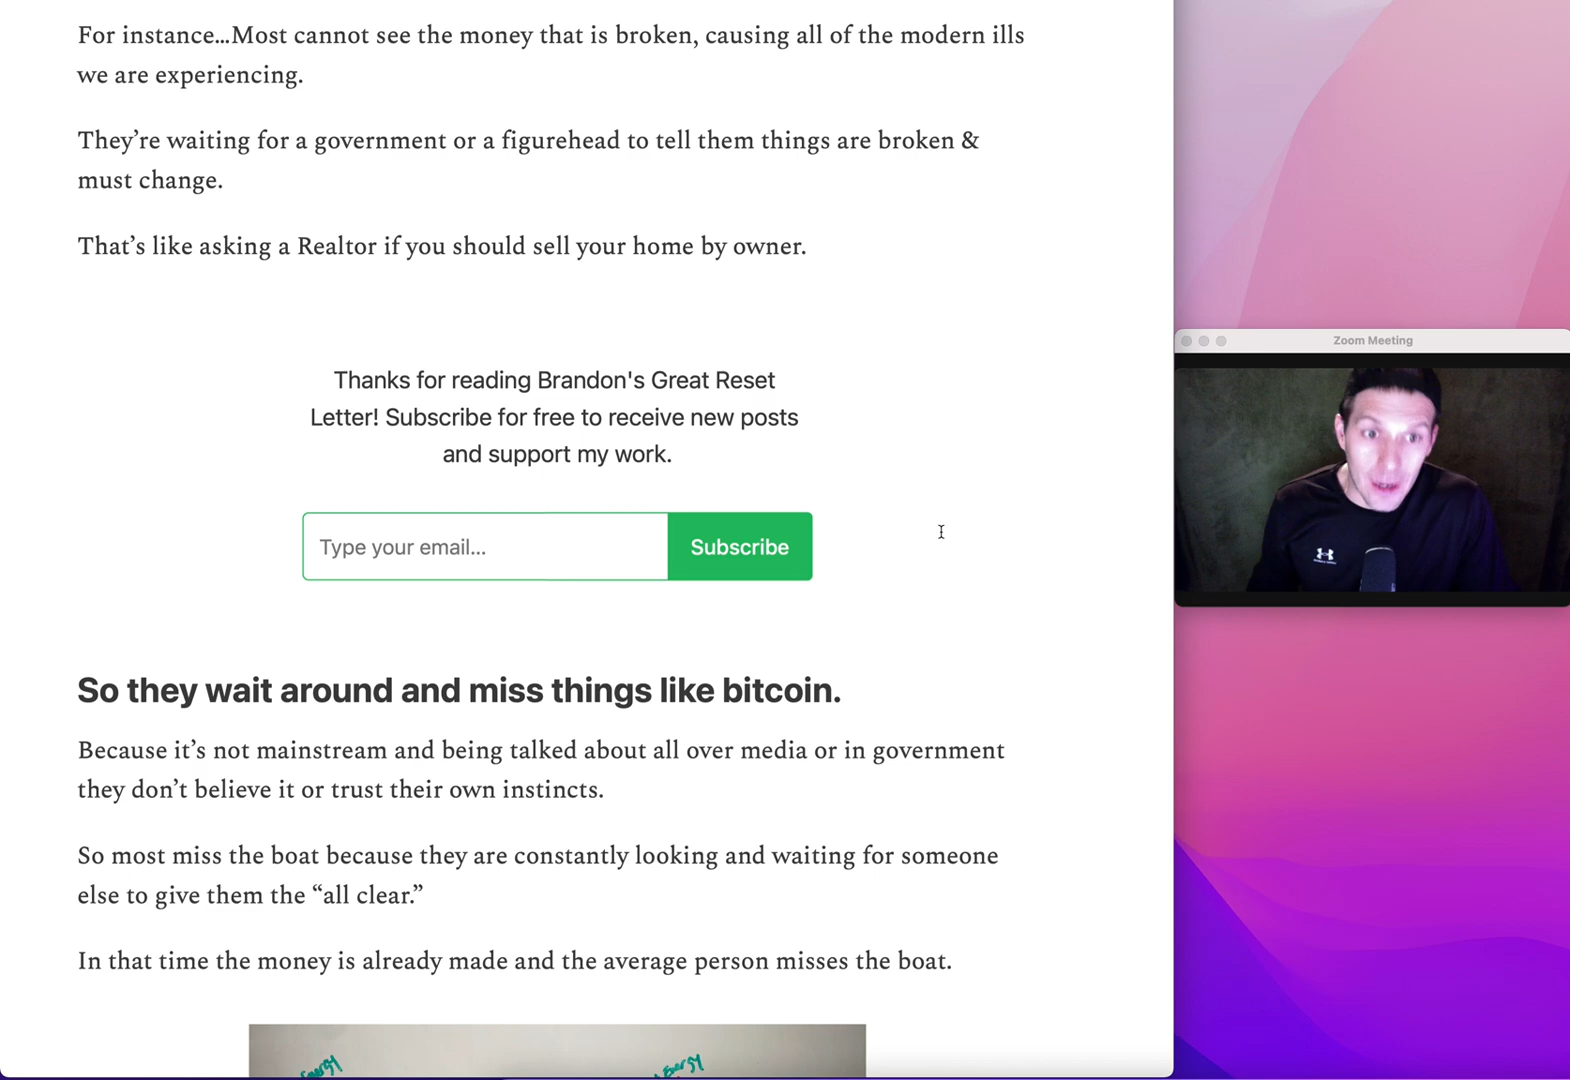 For instance...Most cannot see the money that is broken, causing all of the modern ills
we are experiencing.
They’re waiting for a government or a figurehead to tell them things are broken &
must change.
That’s like asking a Realtor if you should sell your home by owner.
Zoom Meeting
Thanks for reading Brandon's Great Reset
Letter! Subscribe for free to receive new posts
and support my work.
Type your email...
Subscribe
So they wait around and miss things like bitcoin.
Because it’s not mainstream and being talked about all over media or in government
they don’t believe it or trust their own instincts.
So most miss the boat because they are constantly looking and waiting for someone
else to give them the “all clear.”
In that time the money is already made and the average person misses the boat.
Energy